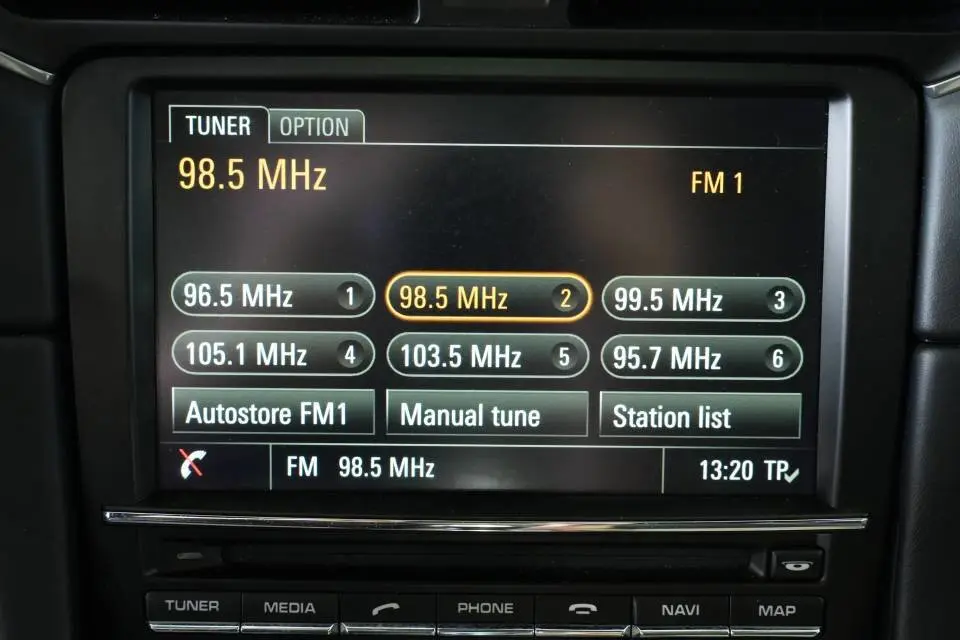 TUNER OPTION
98.5 MHz FM 1
96.5 MHz 1 98.5 MHz 2 99.5 MHz 3
105.1 MHz 4 103.5 MHz 5 95.7 MHz 6
Autostore FM1 Manual tune Station list
FM 98.5 MHz 13:20 TP
TUNER MEDIA PHONE NAVI MAP